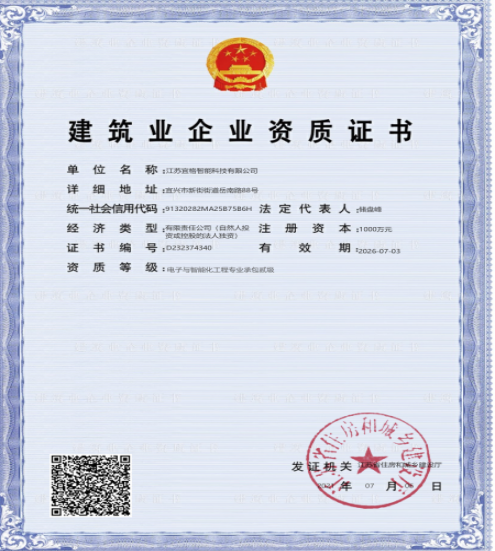 建筑业企业资质证书
单位名称:江苏宜格智能科技有限公司
详细地址:宜兴市新街街道岳南路88号
统一社会信用代码:91320282MA25B75B6H 法定代表人:储盘峰
经济类型:有限责任公司(自然人投资或控股的法人投资) 注册资本:1000万元
证书编号:D232374340 有效期:2026-07-03
资质等级:电子与智能化工程专业承包贰级
发证机关 江苏省住房和城乡建设厅
年 07 月 日